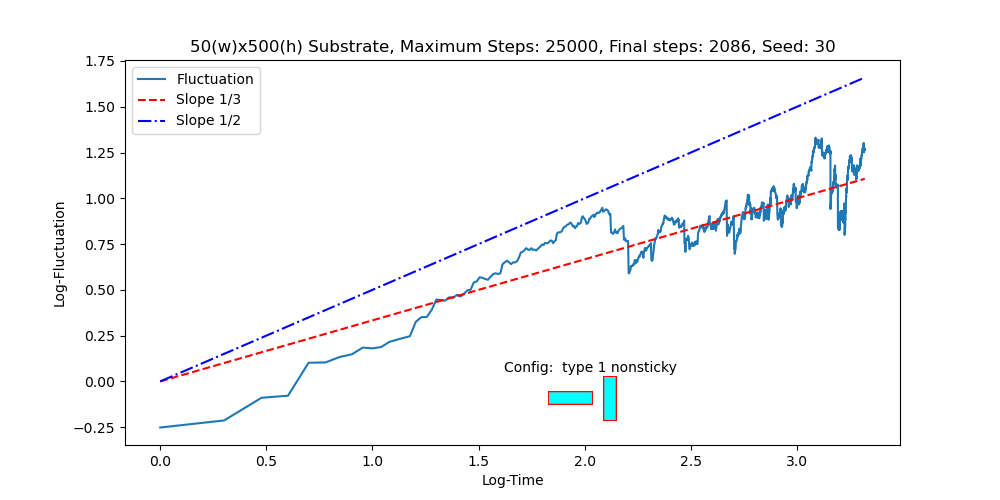 50(w)x500(h) Substrate, Maximum Steps: 25000, Final steps: 2086, Seed: 30
1.75
1.50
1.25
1.00
0.75
0.50
0.25
0.00
−0.25
Log-Fluctuation
Fluctuation
Slope 1/3
Slope 1/2
Config:  type 1 nonsticky
0.0 0.5 1.0 1.5 2.0 2.5 3.0
Log-Time